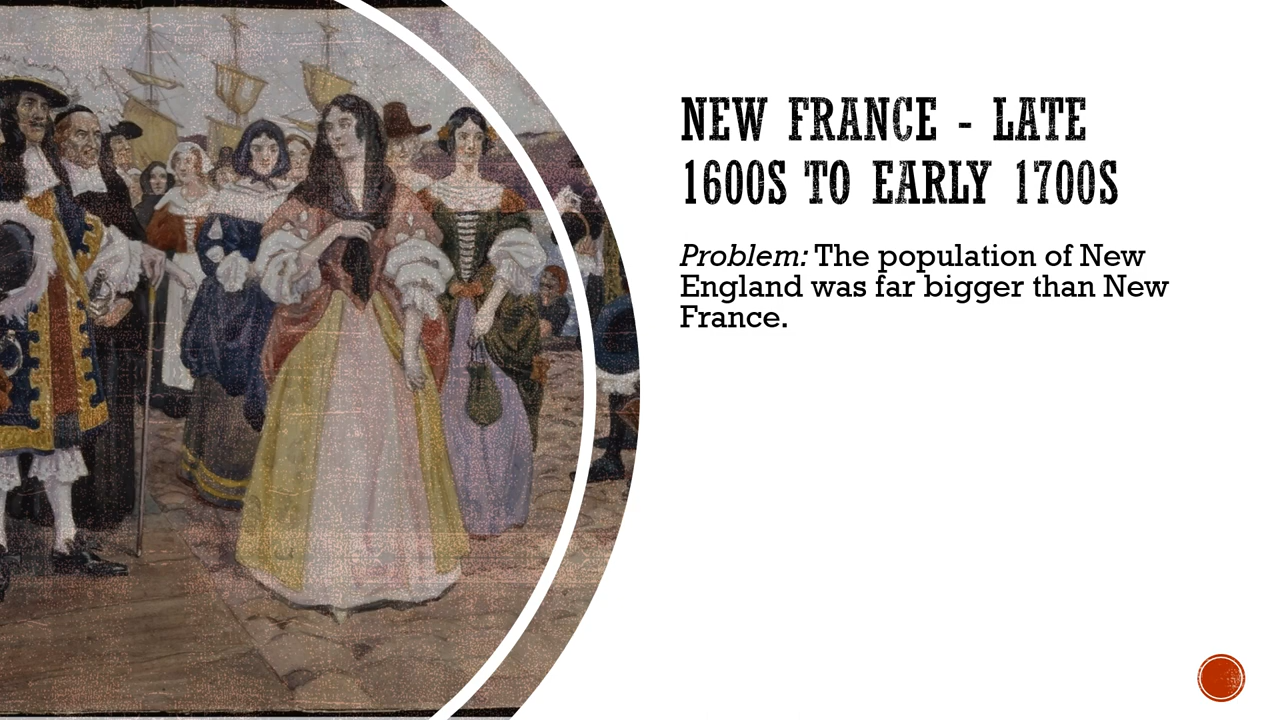 NEW FRANCE - LATE
1600S TO EARLY 1700S
Problem: The population of New
England was far bigger than New
France.